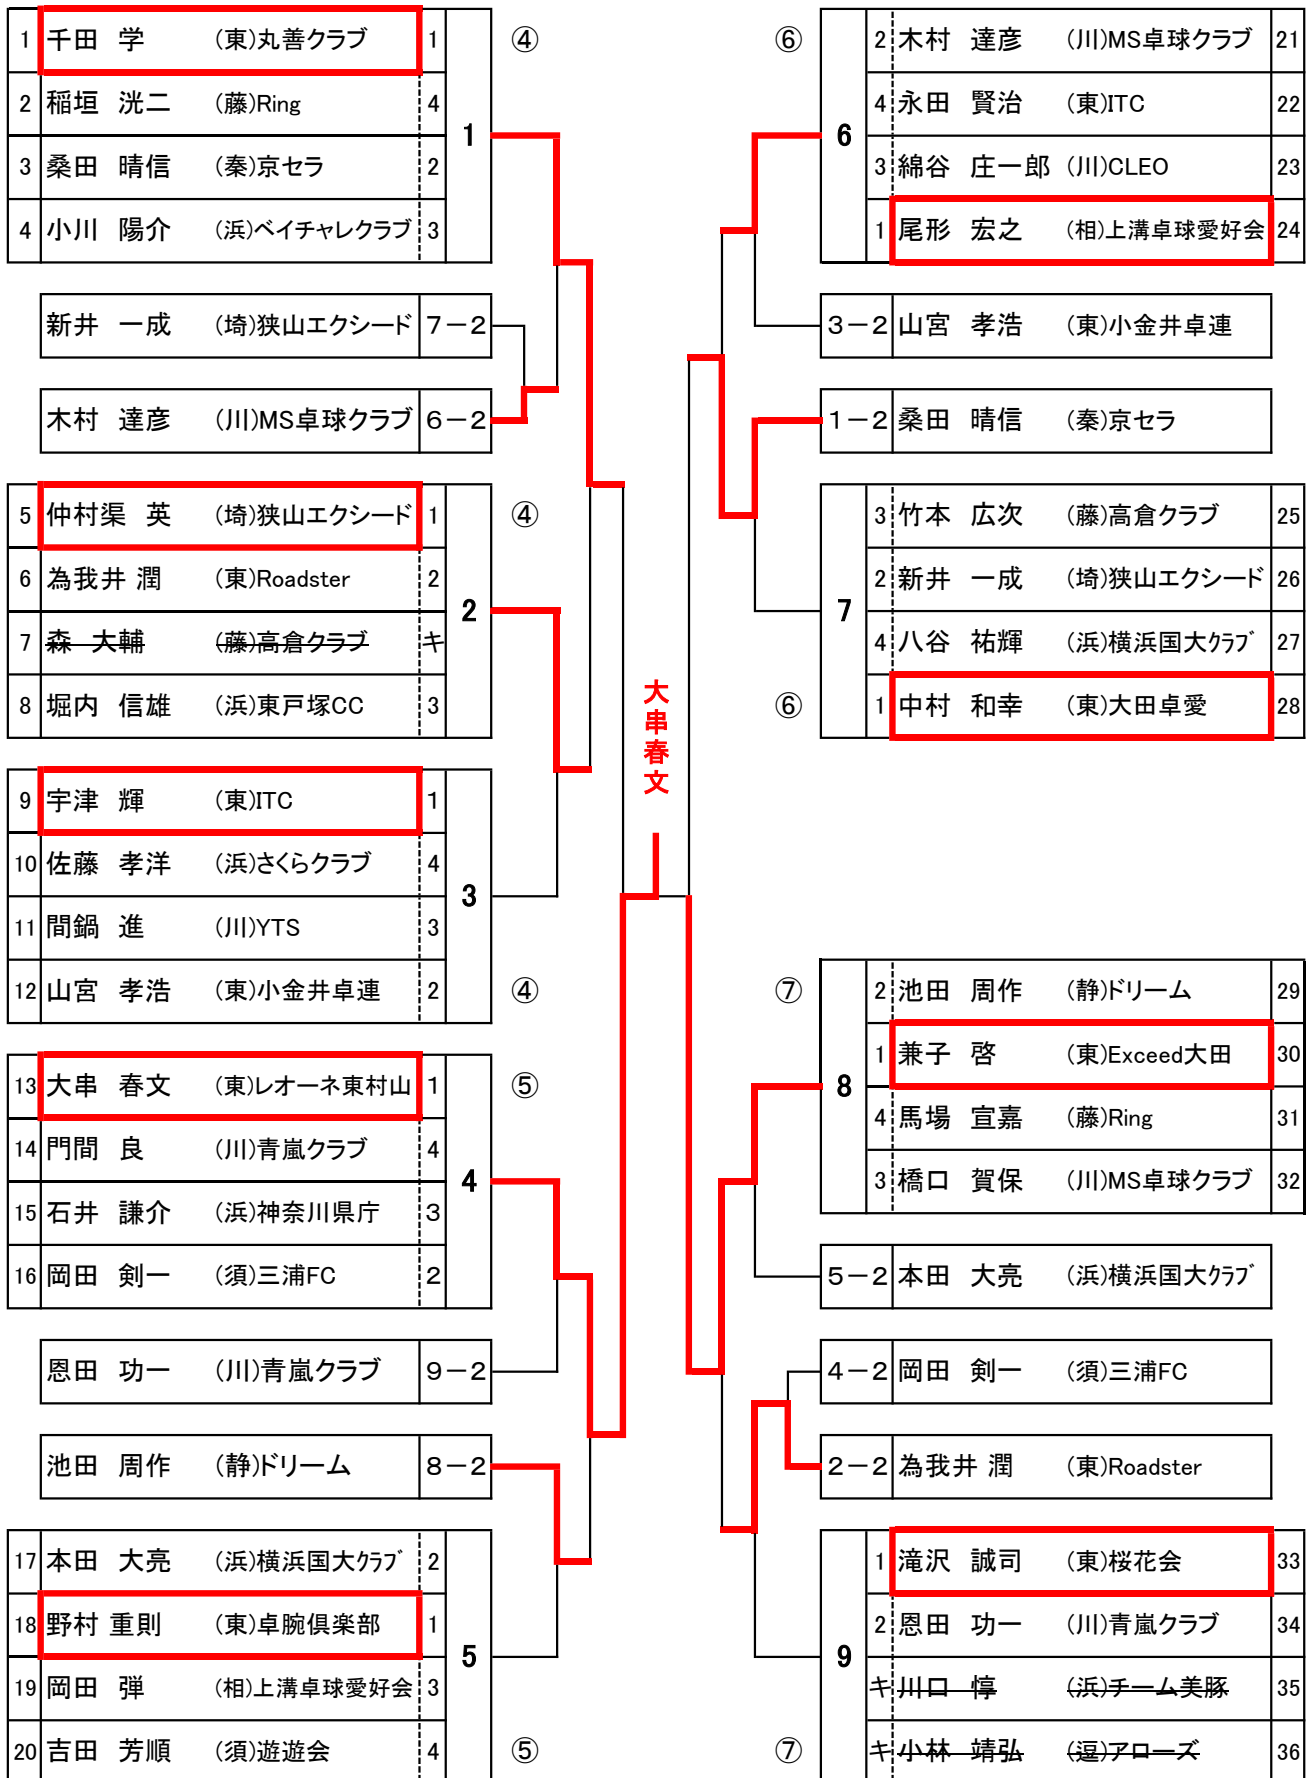 1 千田 学 (東)丸善クラブ 1 ④
2 稲垣 洸二 (藤)Ring 4
1
3 桑田 晴信 (秦)京セラ 2
4 小川 陽介 (浜)ベイチャレクラブ 3
新井 一成 (埼)狭山エクシード 7-2
木村 達彦 (川)MS卓球クラブ 6-2
5 仲村渠 英 (埼)狭山エクシード 1 ④
6 為我井 潤 (東)Roadster 2
2
7 森 大輔 (藤)高倉クラブ キ
8 堀内 信雄 (浜)東戸塚CC 3
9 宇津 輝 (東)ITC 1
10 佐藤 孝洋 (浜)さくらクラブ 4
3
11 間鍋 進 (川)YTS 3
12 山宮 孝浩 (東)小金井卓連 2 ④
13 大串 春文 (東)レオーネ東村山 1 ⑤
14 門間 良 (川)青嵐クラブ 4
4
15 石井 謙介 (浜)神奈川県庁 3
16 岡田 剣一 (須)三浦FC 2
恩田 功一 (川)青嵐クラブ 9-2
池田 周作 (静)ドリーム 8-2
17 本田 大亮 (浜)横浜国大クラブ 2
18 野村 重則 (東)卓腕倶楽部 1
5
19 岡田 弾 (相)上溝卓球愛好会 3
20 吉田 芳順 (須)遊遊会 4 ⑤
大串春文
⑥ 2 木村 達彦 (川)MS卓球クラブ 21
4 永田 賢治 (東)ITC 22
6
3 綿谷 庄一郎 (川)CLEO 23
1 尾形 宏之 (相)上溝卓球愛好会 24
3-2 山宮 孝浩 (東)小金井卓連
1-2 桑田 晴信 (秦)京セラ
3 竹本 広次 (藤)高倉クラブ 25
2 新井 一成 (埼)狭山エクシード 26
7
4 八谷 祐輝 (浜)横浜国大クラブ 27
⑥ 1 中村 和幸 (東)大田卓愛 28
⑦ 2 池田 周作 (静)ドリーム 29
1 兼子 啓 (東)Exceed大田 30
8
4 馬場 宣嘉 (藤)Ring 31
3 橋口 賀保 (川)MS卓球クラブ 32
5-2 本田 大亮 (浜)横浜国大クラブ
4-2 岡田 剣一 (須)三浦FC
2-2 為我井 潤 (東)Roadster
1 滝沢 誠司 (東)桜花会 33
2 恩田 功一 (川)青嵐クラブ 34
9
キ 川口 惇 (浜)チーム美豚 35
⑦ キ 小林 靖弘 (逗)アローズ 36